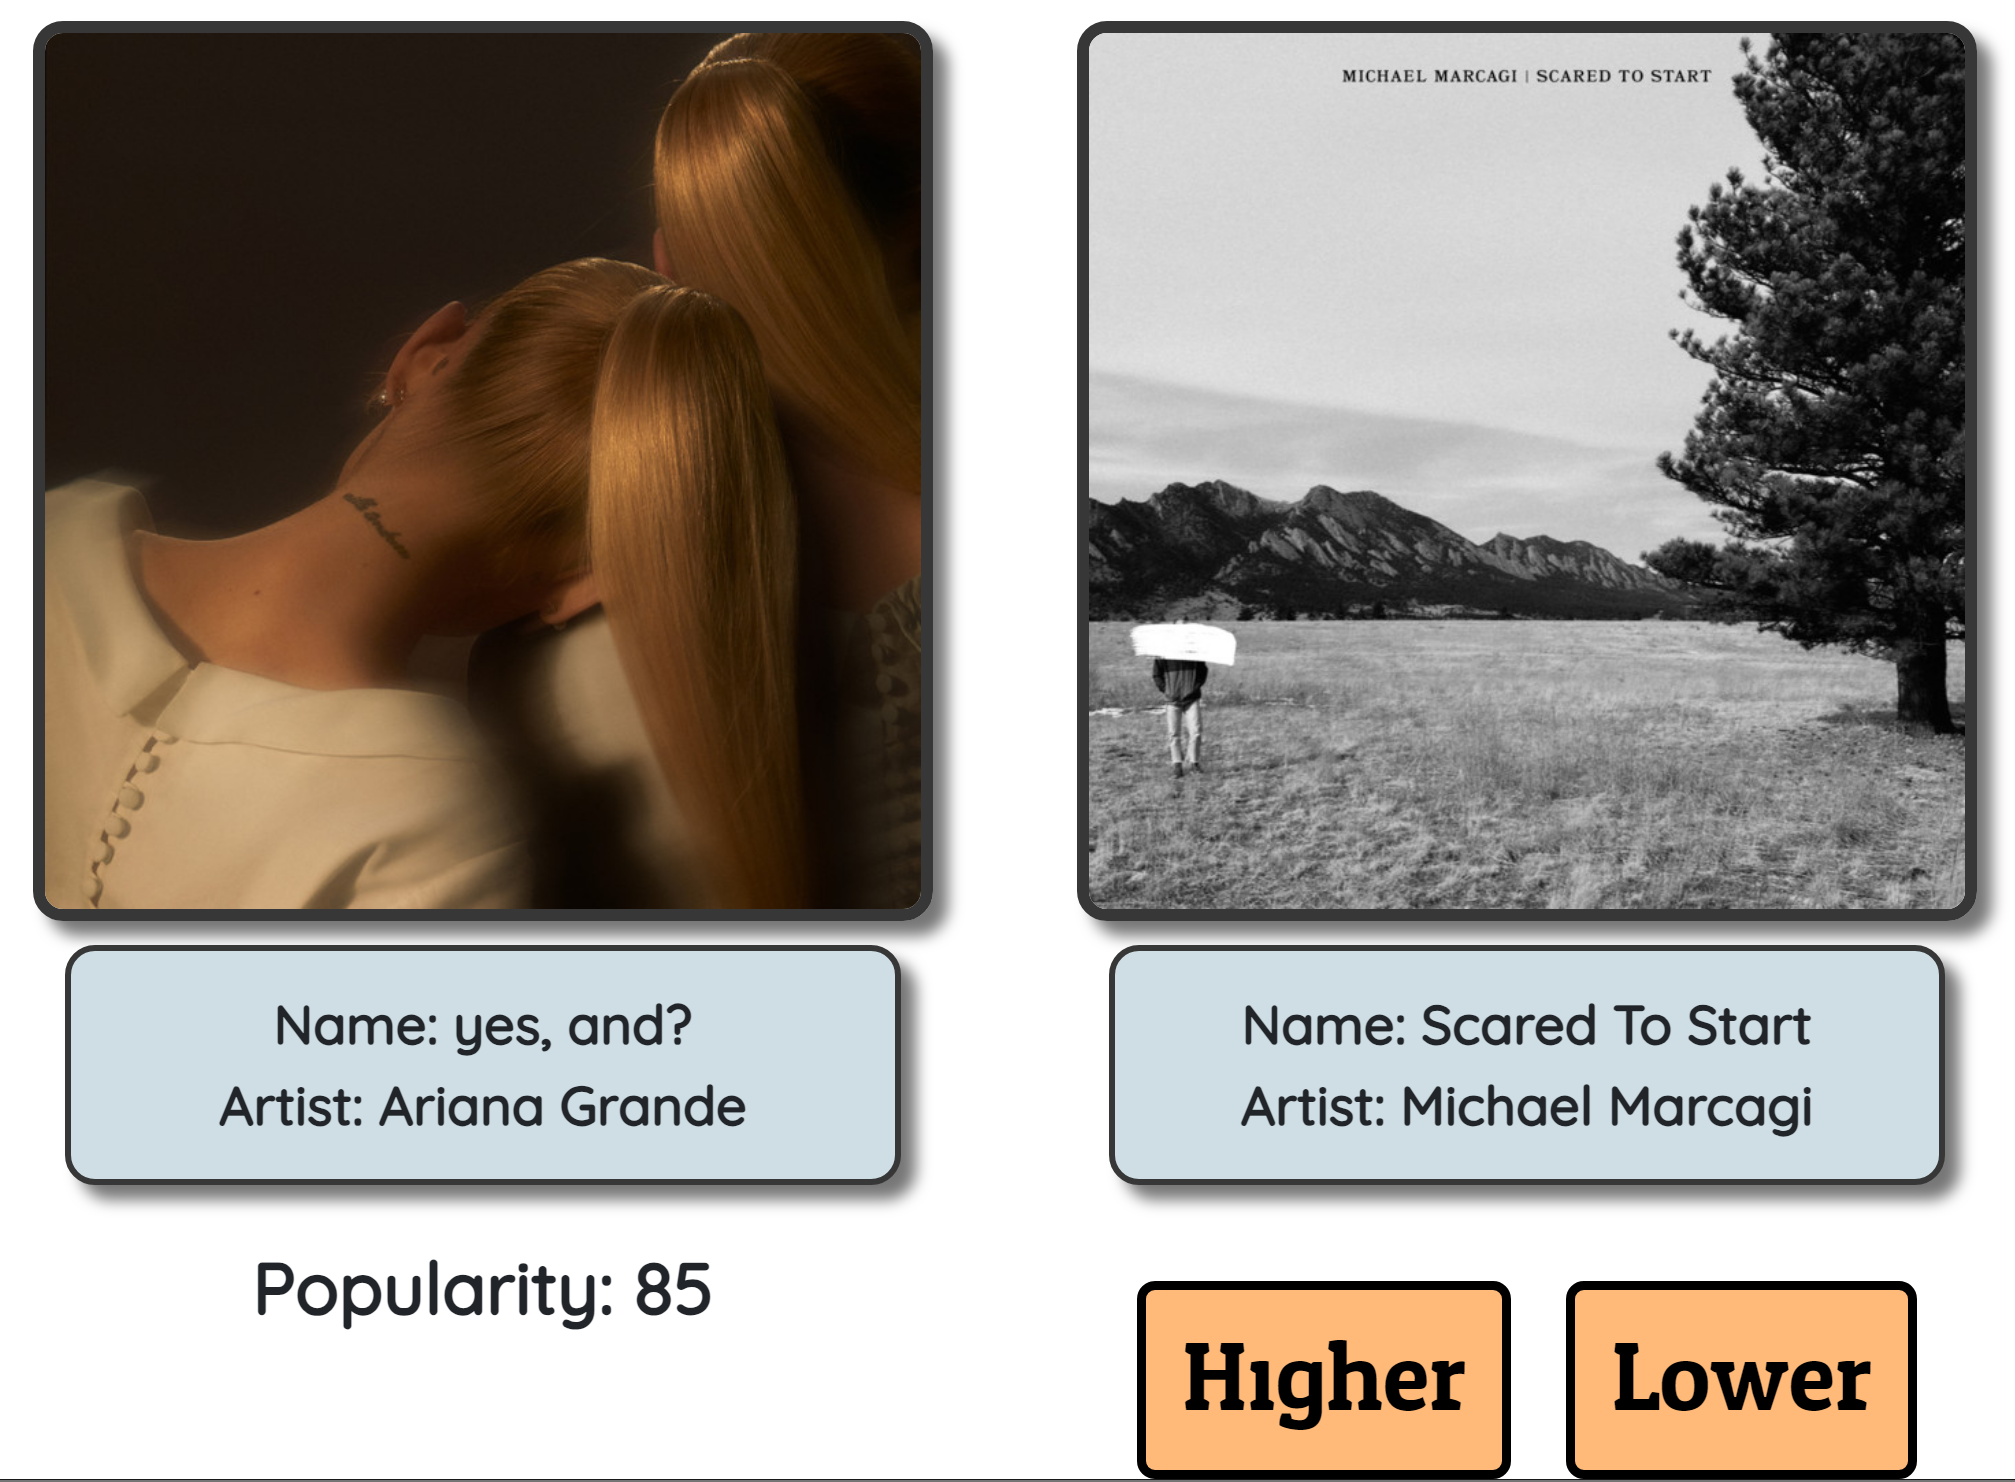 MICHAEL MARCAGI | SCARED TO START
Name: yes, and?
Artist: Ariana Grande
Popularity: 85
Name: Scared To Start
Artist: Michael Marcagi
Higher
Lower